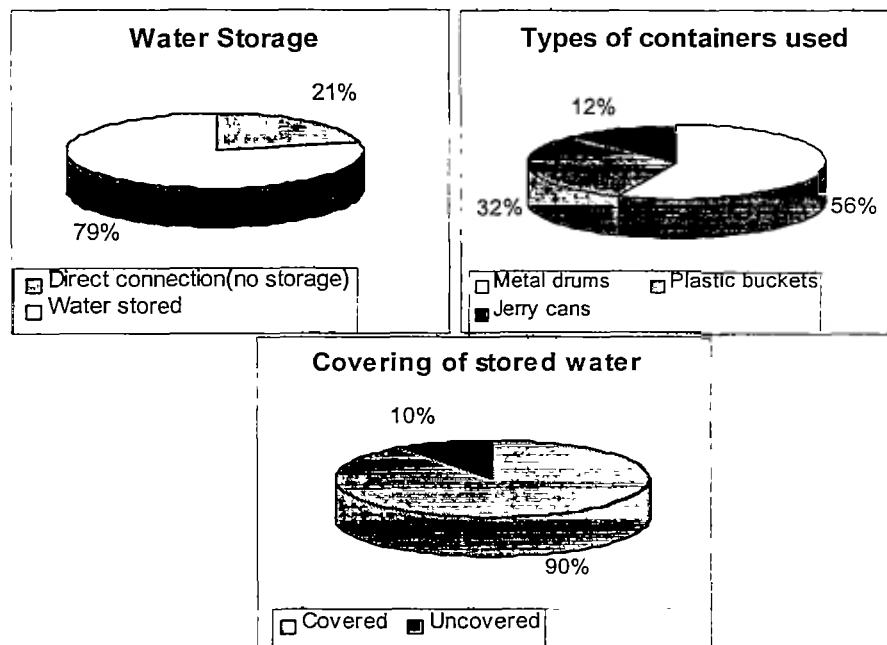 Water Storage
21%
79%
Direct connection(no storage)
Water stored
Types of containers used
12%
32%
56%
Metal drums
Plastic buckets
Jerry cans
Covering of stored water
10%
90%
Covered
Uncovered